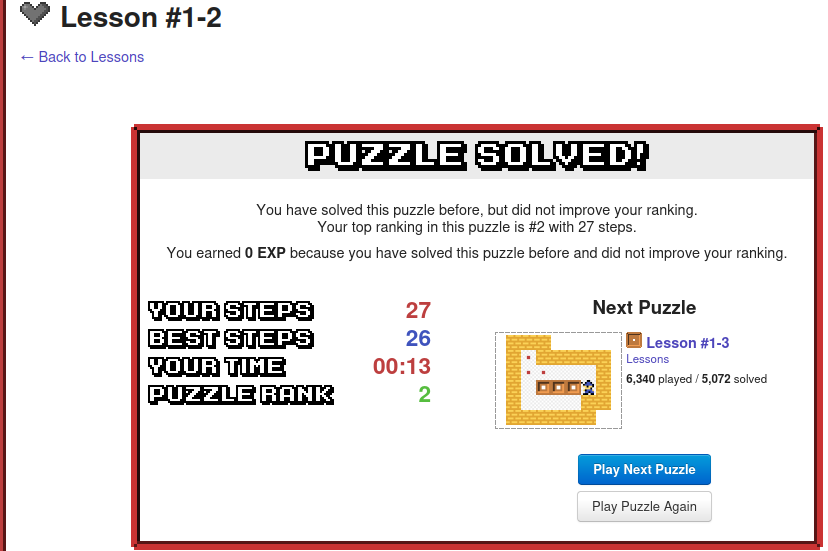 Lesson #1-2
← Back to Lessons
PUZZLE SOLVED!
You have solved this puzzle before, but did not improve your ranking.
Your top ranking in this puzzle is #2 with 27 steps.
You earned 0 EXP because you have solved this puzzle before and did not improve your ranking.
YOUR STEPS 27
BEST STEPS 26
YOUR TIME 00:13
PUZZLE RANK 2
Next Puzzle
Lesson #1-3
Lessons
6,340 played / 5,072 solved
Play Next Puzzle
Play Puzzle Again